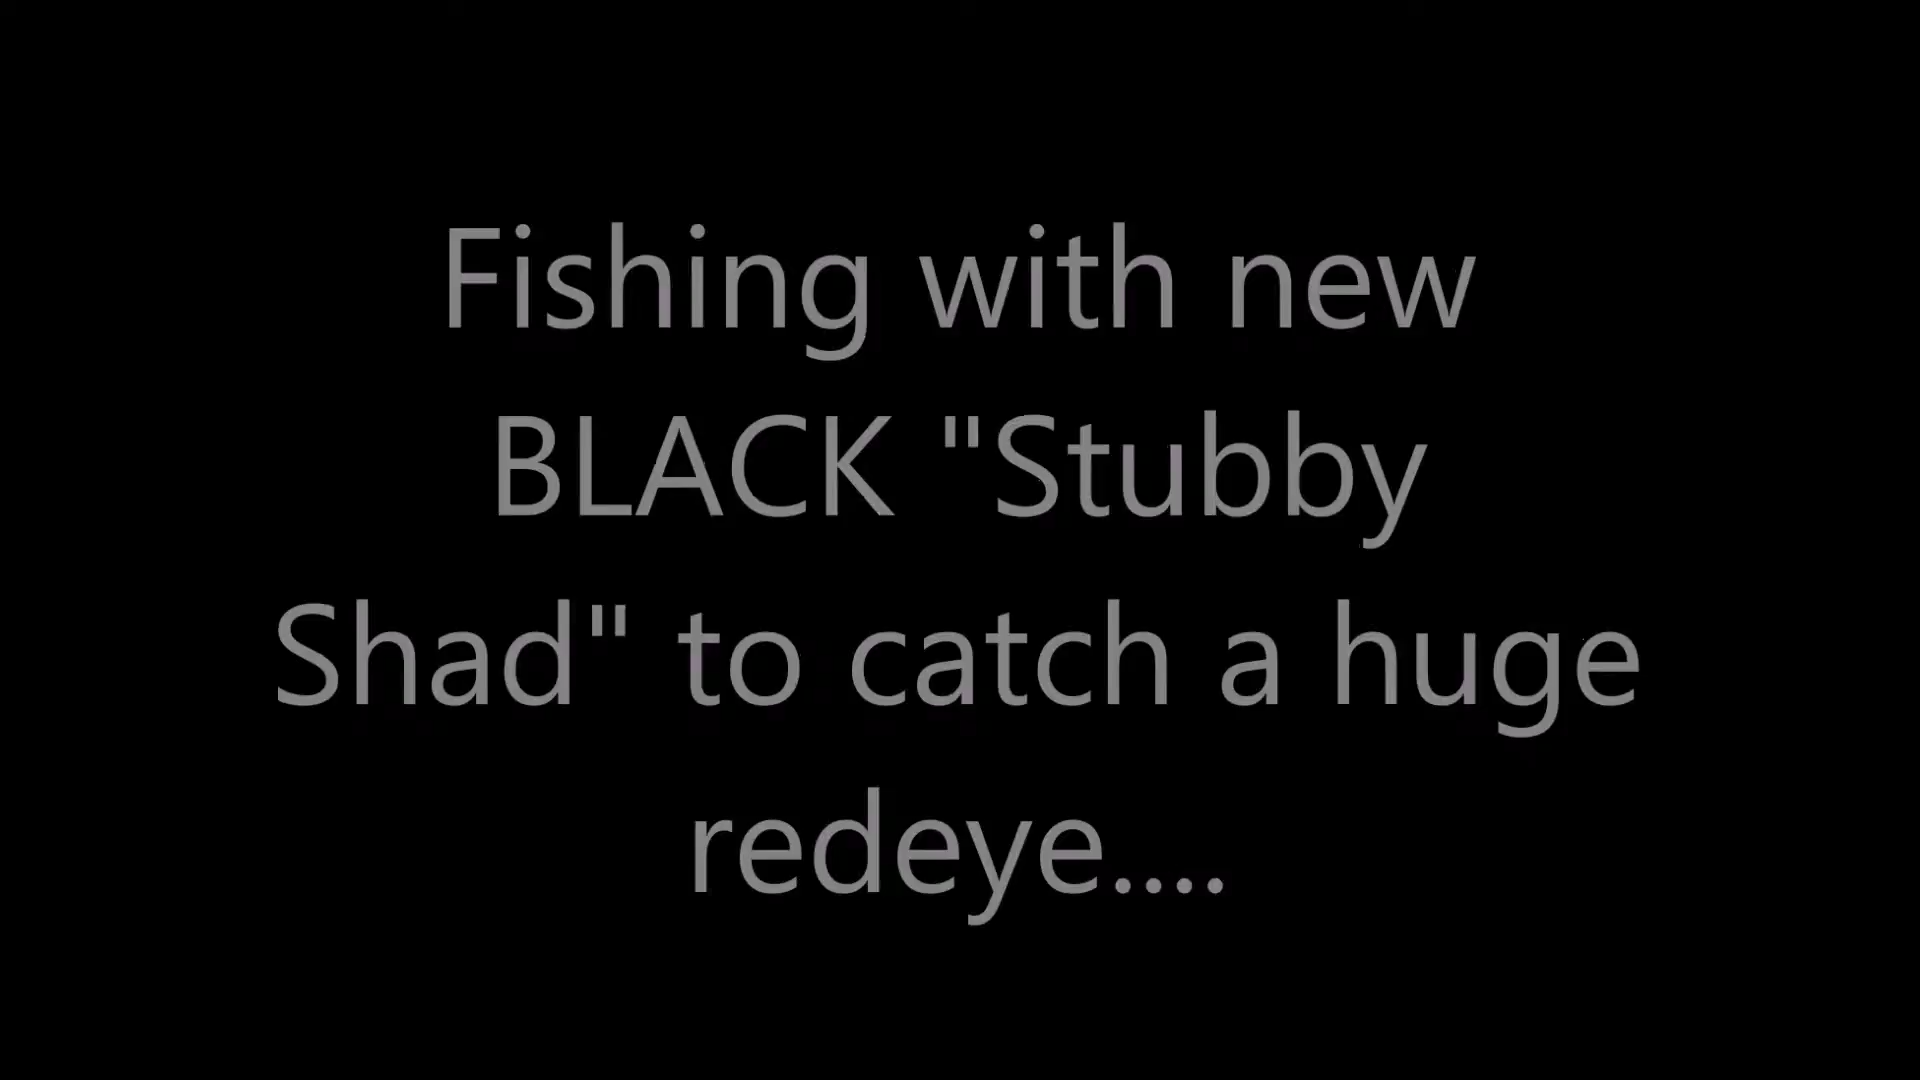 Fishing with new
BLACK "Stubby
Shad" to catch a huge
redeye....